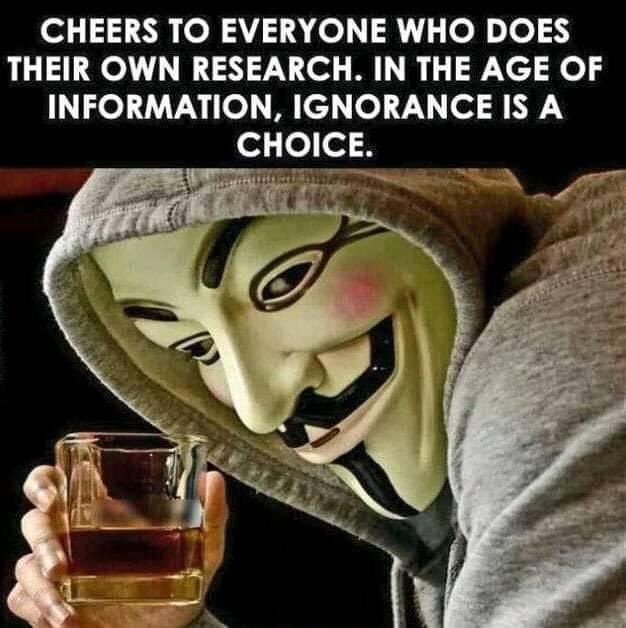 CHEERS TO EVERYONE WHO DOES
THEIR OWN RESEARCH. IN THE AGE OF
INFORMATION, IGNORANCE IS A
CHOICE.